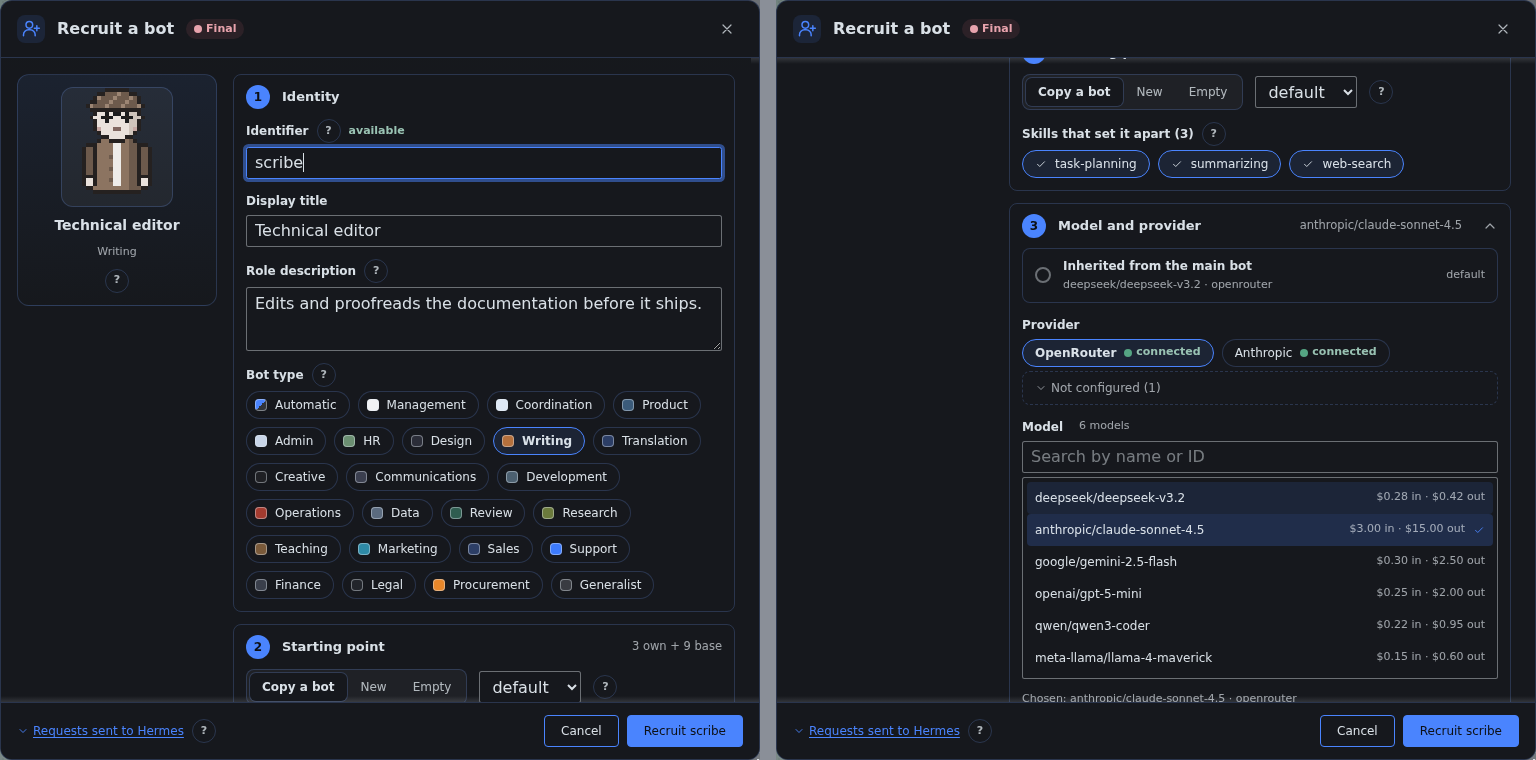 Recruit a bot Final
Technical editor
Writing
?
1 Identity
Identifier ? available
scribe
Display title
Technical editor
Role description ?
Edits and proofreads the documentation before it ships.
Bot type ?
Automatic Management Coordination Product
Admin HR Design Writing Translation
Creative Communications Development
Operations Data Review Research
Teaching Marketing Sales Support
Finance Legal Procurement Generalist
2 Starting point 3 own + 9 base
Copy a bot New Empty default ?
Requests sent to Hermes ? Cancel Recruit scribe
Recruit a bot Final
Copy a bot New Empty default ?
Skills that set it apart (3) ?
task-planning summarizing web-search
3 Model and provider anthropic/claude-sonnet-4.5
Inherited from the main bot
deepseek/deepseek-v3.2 · openrouter default
Provider
OpenRouter connected Anthropic connected
Not configured (1)
Model 6 models
Search by name or ID
deepseek/deepseek-v3.2 $0.28 in · $0.42 out
anthropic/claude-sonnet-4.5 $3.00 in · $15.00 out
google/gemini-2.5-flash $0.30 in · $2.50 out
openai/gpt-5-mini $0.25 in · $2.00 out
qwen/qwen3-coder $0.22 in · $0.95 out
meta-llama/llama-4-maverick $0.15 in · $0.60 out
Chosen: anthropic/claude-sonnet-4.5 · openrouter
Requests sent to Hermes ? Cancel Recruit scribe